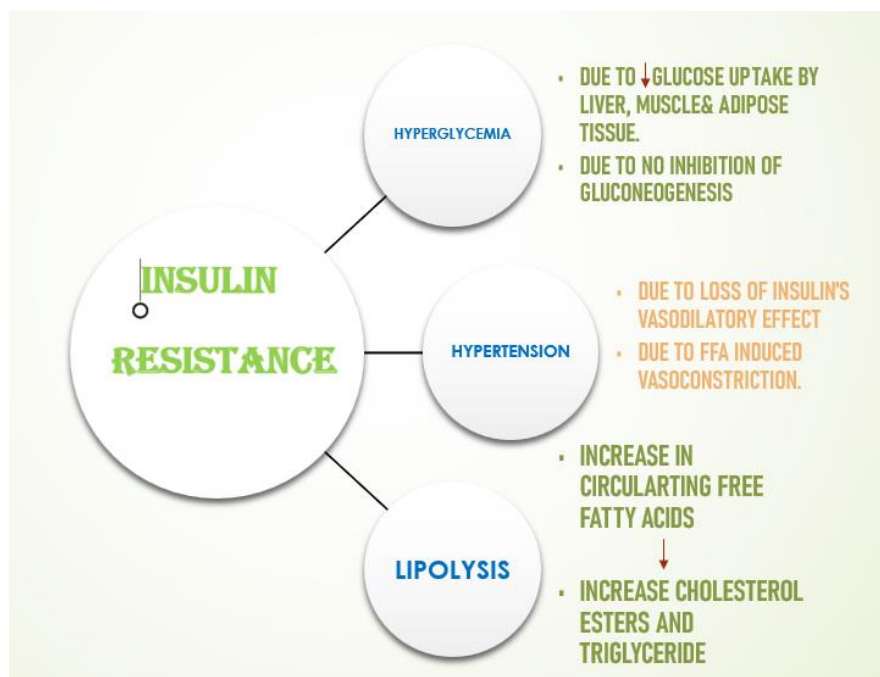 INSULIN
RESISTANCE
HYPERGLYCEMIA
▪ DUE TO ↓GLUCOSE UPTAKE BY
LIVER, MUSCLE& ADIPOSE
TISSUE.
▪ DUE TO NO INHIBITION OF
GLUCONEOGENESIS
HYPERTENSION
▪ DUE TO LOSS OF INSULIN'S
VASODILATORY EFFECT
▪ DUE TO FFA INDUCED
VASOCONSTRICTION.
LIPOLYSIS
▪ INCREASE IN
CIRCULARTING FREE
FATTY ACIDS
↓
▪ INCREASE CHOLESTEROL
ESTERS AND
TRIGLYCERIDE